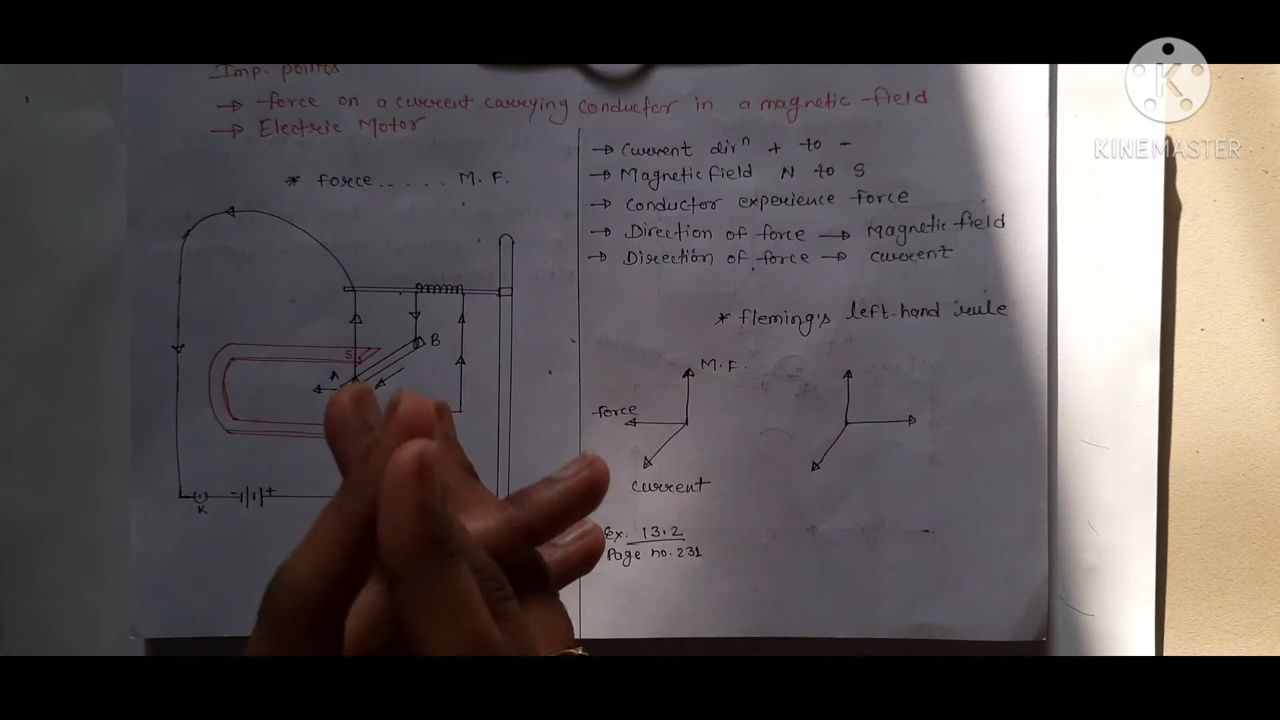 Imp. points
→ force on a current carrying conductor in a magnetic field
→ Electric Motor
* force..... M. F.
S
A
B
K
- +
→ Current dirⁿ + to -
→ Magnetic field N to S
→ Conductor experience force
→ Direction of force → Magnetic field
→ Direction of force → current
* fleming's left-hand rule
M. F.
force
current
Ex. 13.2
Page no. 231
K
KINEMASTER